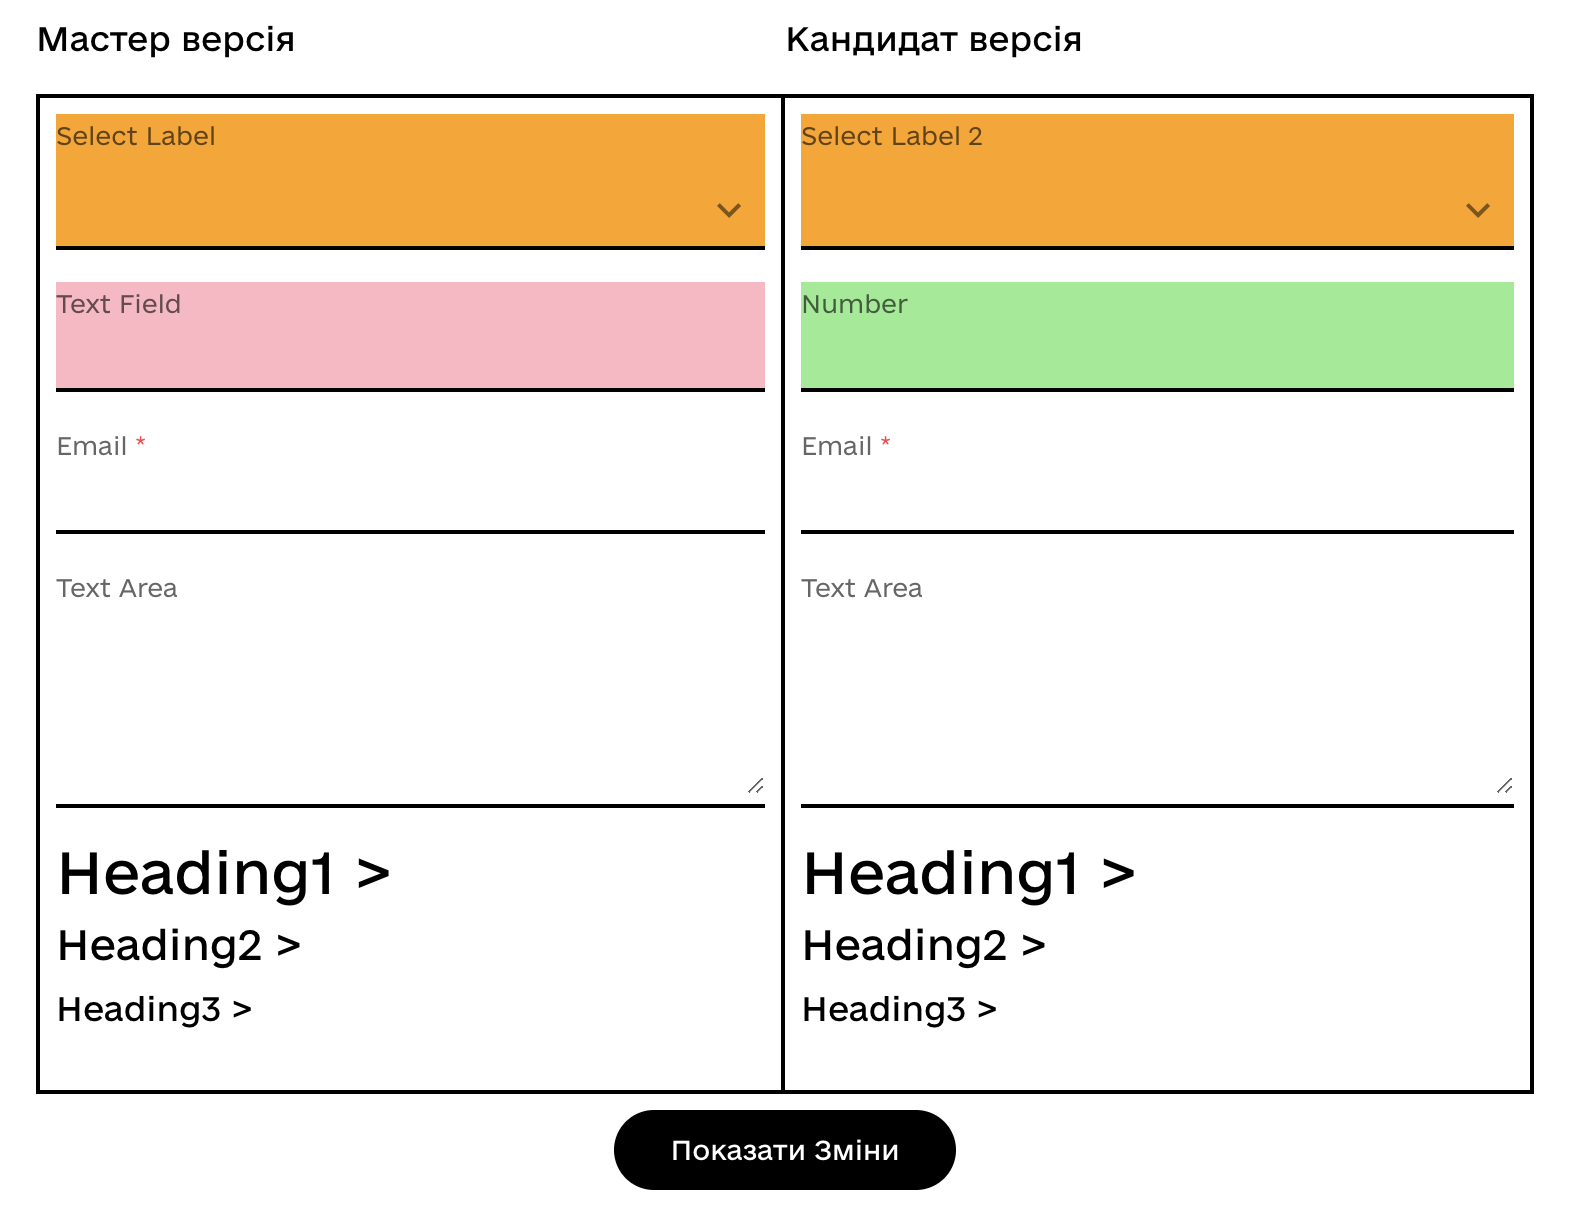 Мастер версія
Кандидат версія
Select Label
Select Label 2
Text Field
Number
Email *
Email *
Text Area
Text Area
Heading1 >
Heading1 >
Heading2 >
Heading2 >
Heading3 >
Heading3 >
Показати Зміни